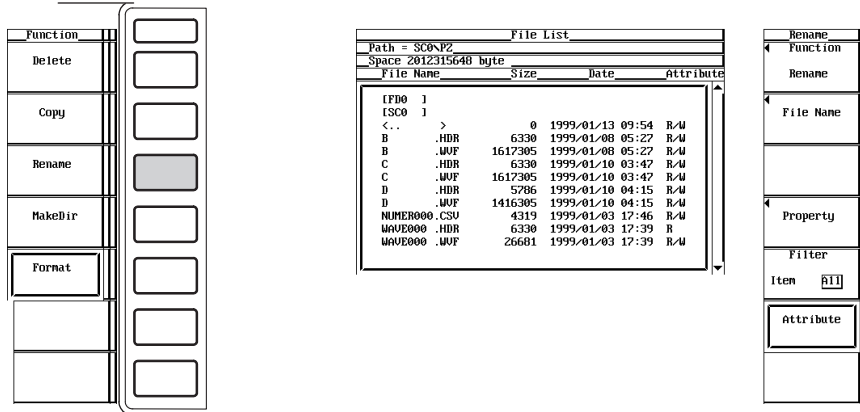 Function
Delete
Copy
Rename
MakeDir
Format
File List
Path = SC0\PZ
Space 2012315648 byte
File Name Size Date Attribute
[FD0 ]
[SC0 ]
<.. > 0 1999/01/13 09:54 R/W
B .HDR 6330 1999/01/08 05:27 R/W
B .WVF 1617305 1999/01/08 05:27 R/W
C .HDR 6330 1999/01/10 03:47 R/W
C .WVF 1617305 1999/01/10 03:47 R/W
D .HDR 5786 1999/01/10 04:15 R/W
D .WVF 1416305 1999/01/10 04:15 R/W
NUMER000.CSV 4319 1999/01/03 17:46 R/W
WAVE000 .HDR 6330 1999/01/03 17:39 R
WAVE000 .WVF 26681 1999/01/03 17:39 R/W
Rename
Function
Rename
File Name
Property
Filter
Item All
Attribute